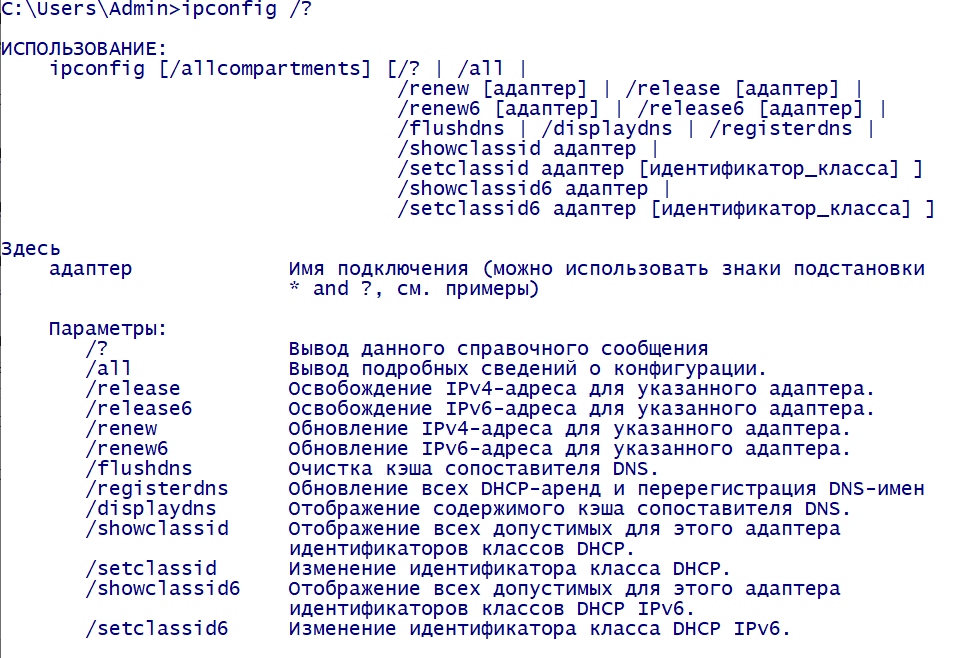 C:\Users\Admin>ipconfig /?
ИСПОЛЬЗОВАНИЕ:
ipconfig [/allcompartments] [/? | /all |
/renew [адаптер] | /release [адаптер] |
/renew6 [адаптер] | /release6 [адаптер] |
/flushdns | /displaydns | /registerdns |
/showclassid адаптер |
/setclassid адаптер [идентификатор_класса] ]
/showclassid6 адаптер |
/setclassid6 адаптер [идентификатор_класса] ]
Здесь
адаптер Имя подключения (можно использовать знаки подстановки
* and ?, см. примеры)
Параметры:
/? Вывод данного справочного сообщения
/all Вывод подробных сведений о конфигурации.
/release Освобождение IPv4-адреса для указанного адаптера.
/release6 Освобождение IPv6-адреса для указанного адаптера.
/renew Обновление IPv4-адреса для указанного адаптера.
/renew6 Обновление IPv6-адреса для указанного адаптера.
/flushdns Очистка кэша сопоставителя DNS.
/registerdns Обновление всех DHCP-аренд и перерегистрация DNS-имен
/displaydns Отображение содержимого кэша сопоставителя DNS.
/showclassid Отображение всех допустимых для этого адаптера
идентификаторов классов DHCP.
/setclassid Изменение идентификатора класса DHCP.
/showclassid6 Отображение всех допустимых для этого адаптера
идентификаторов классов DHCP IPv6.
/setclassid6 Изменение идентификатора класса DHCP IPv6.